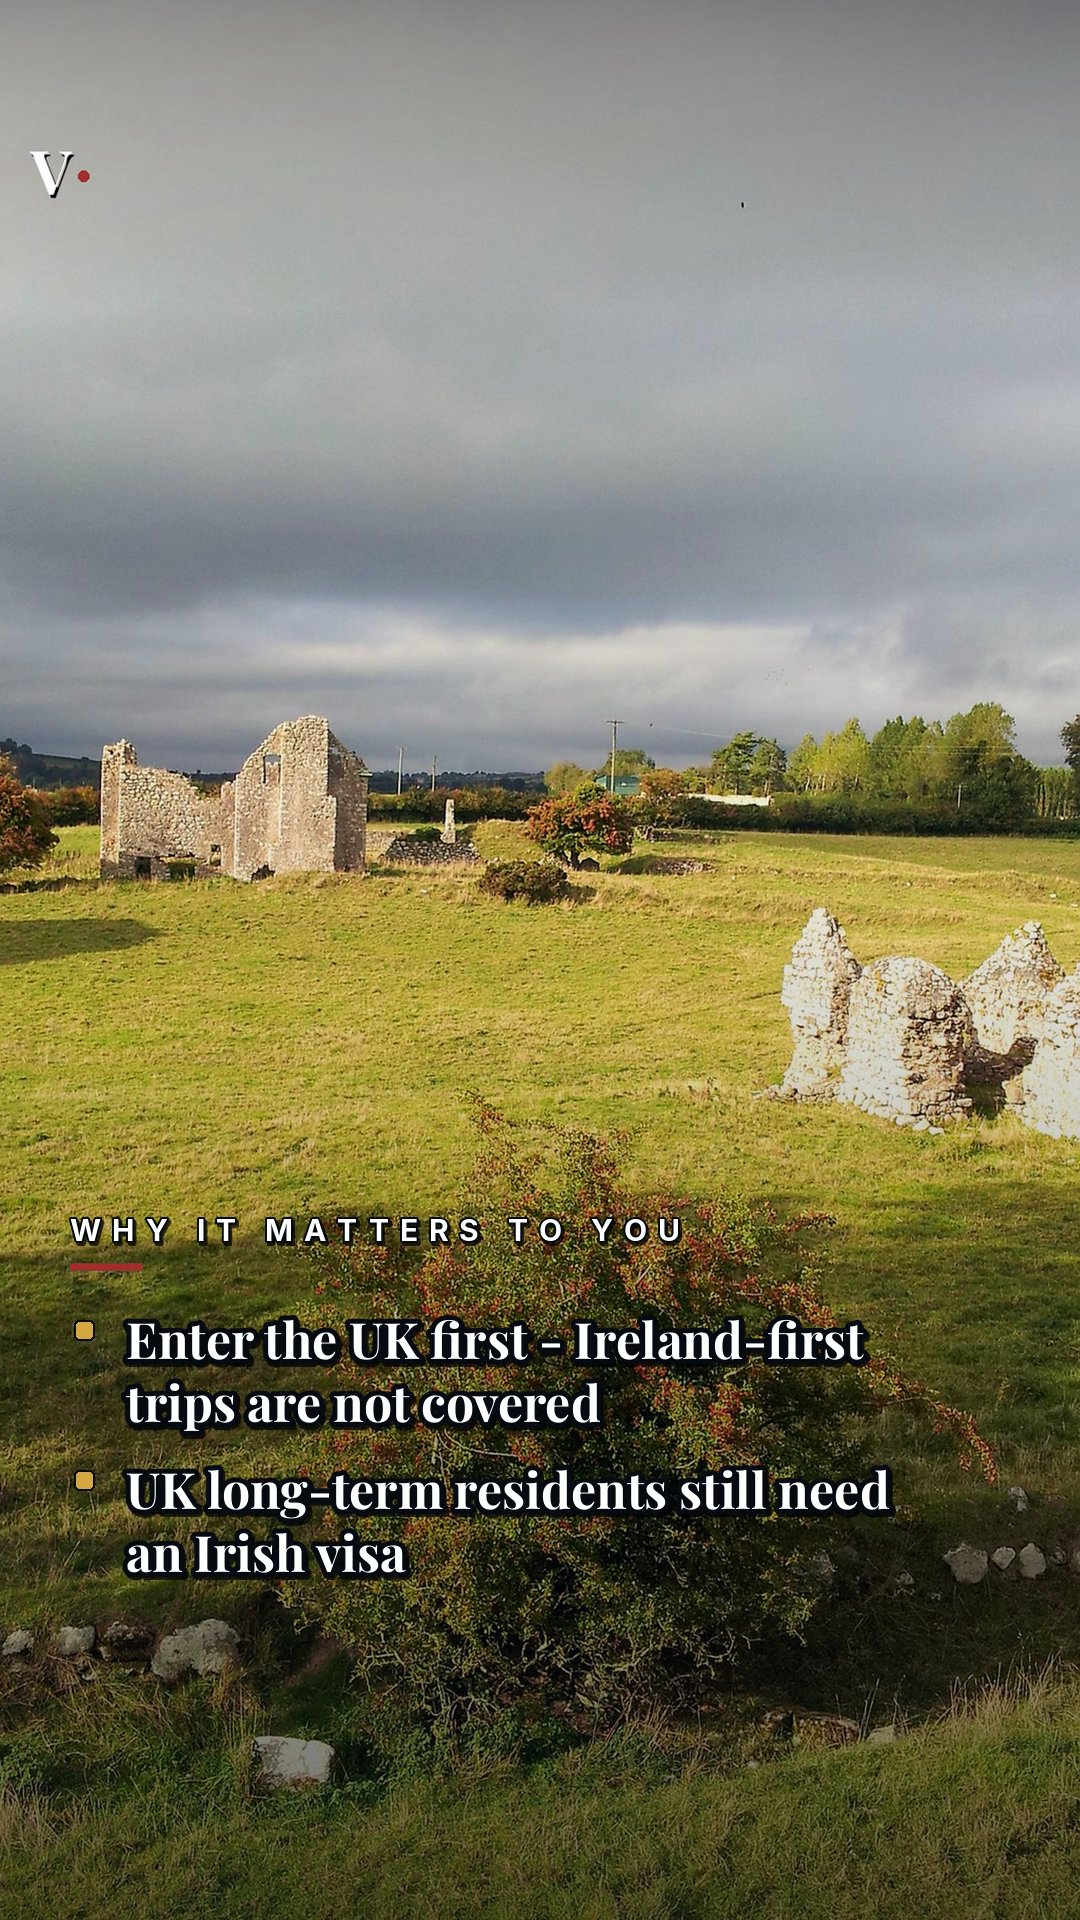 V
WHY IT MATTERS TO YOU
Enter the UK first - Ireland-first
trips are not covered
UK long-term residents still need
an Irish visa